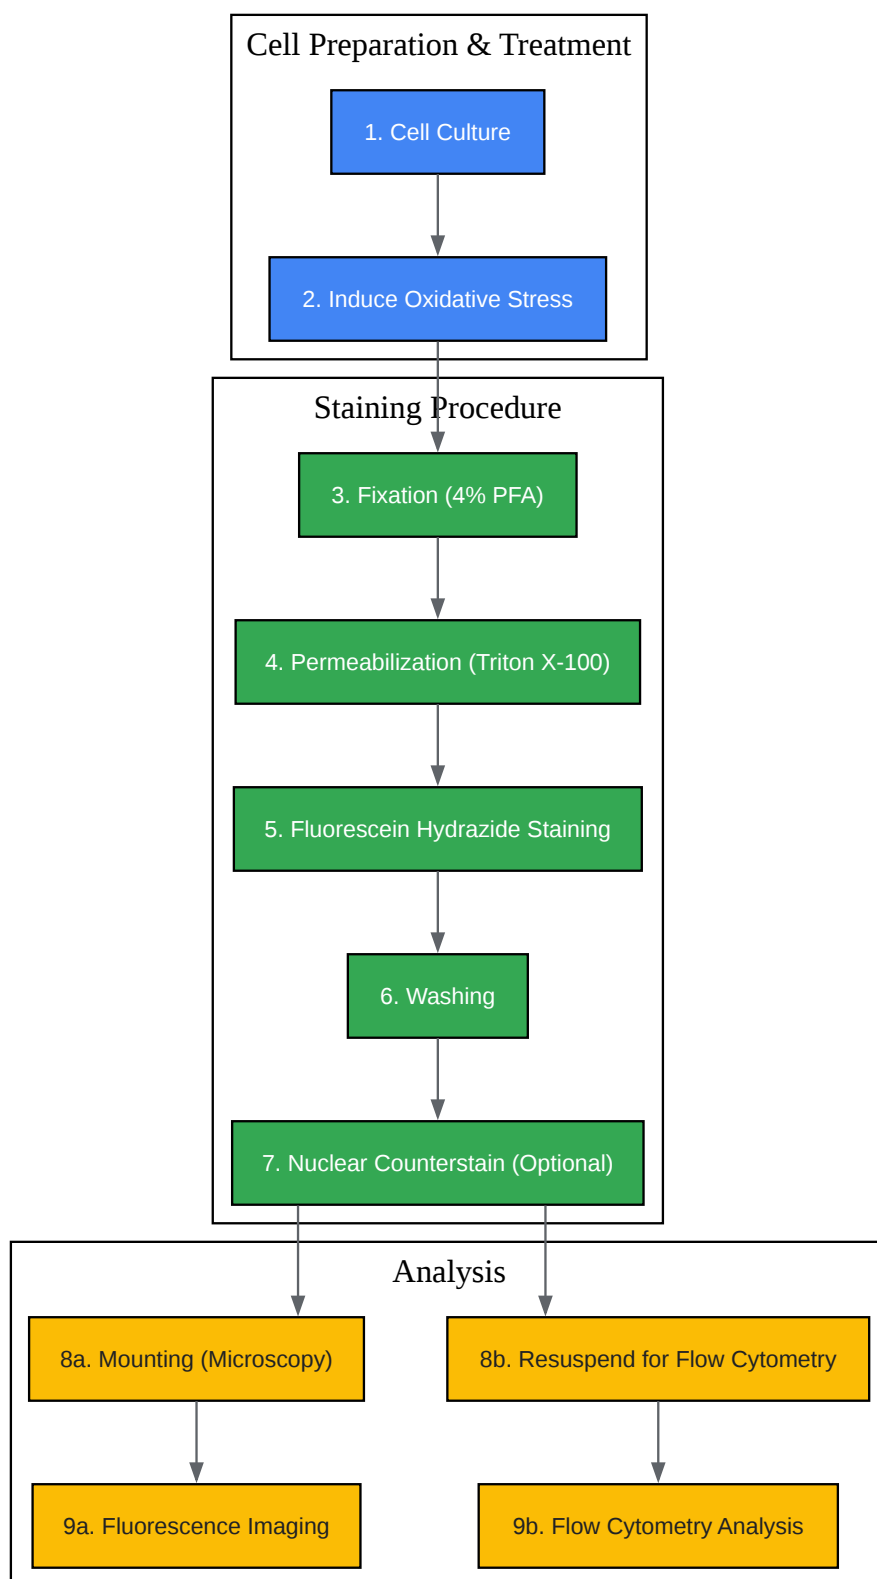 Cell Preparation & Treatment
1. Cell Culture
2. Induce Oxidative Stress
Staining Procedure
3. Fixation (4% PFA)
4. Permeabilization (Triton X-100)
5. Fluorescein Hydrazide Staining
6. Washing
7. Nuclear Counterstain (Optional)
Analysis
8a. Mounting (Microscopy)
8b. Resuspend for Flow Cytometry
9a. Fluorescence Imaging
9b. Flow Cytometry Analysis